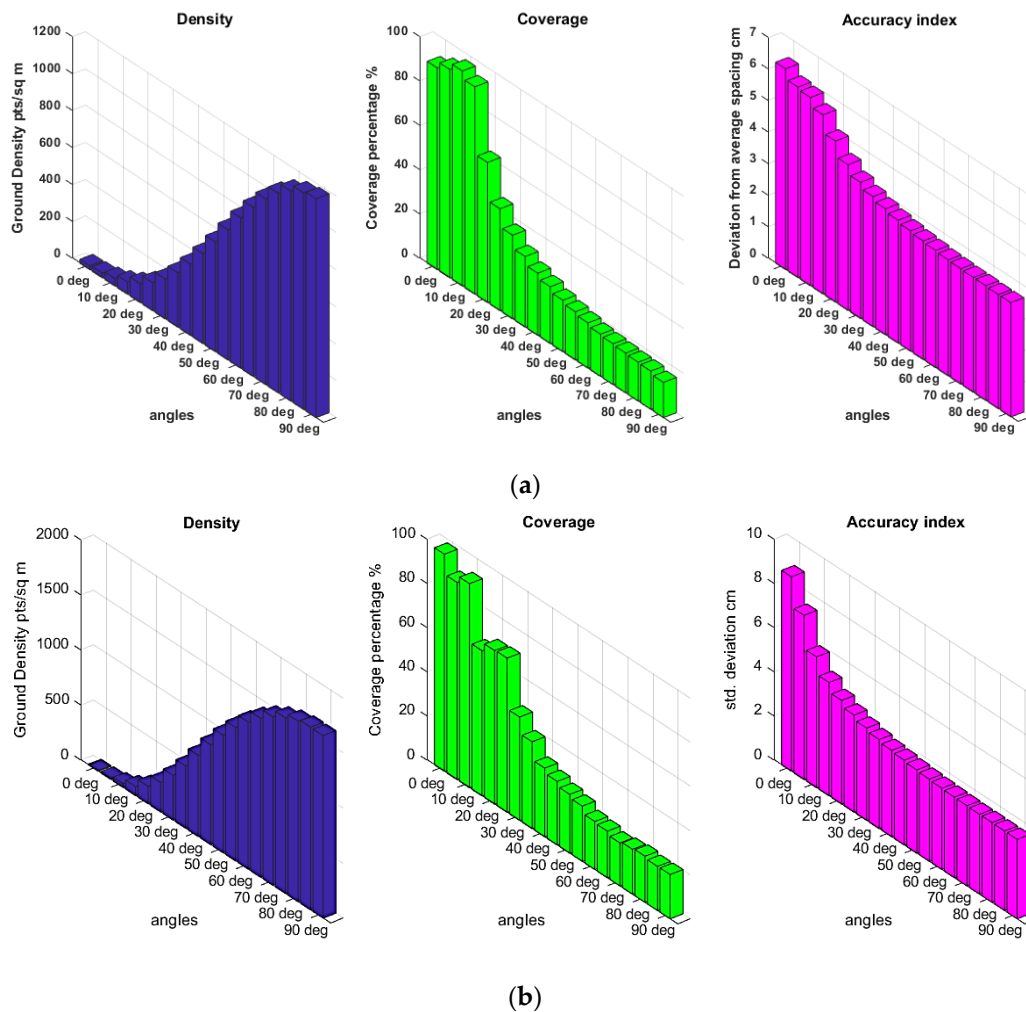 Density
Ground Density pts/sq m
1200
1000
800
600
400
200
0
0 deg
10 deg
20 deg
30 deg
40 deg
50 deg
60 deg
70 deg
80 deg
90 deg
angles
Coverage
Coverage percentage %
100
80
60
40
20
0
0 deg
10 deg
20 deg
30 deg
40 deg
50 deg
60 deg
70 deg
80 deg
90 deg
angles
Accuracy index
Deviation from average spacing cm
7
6
5
4
3
2
1
0
0 deg
10 deg
20 deg
30 deg
40 deg
50 deg
60 deg
70 deg
80 deg
90 deg
angles
(a)
Density
Ground Density pts/sq m
2000
1500
1000
500
0
0 deg
10 deg
20 deg
30 deg
40 deg
50 deg
60 deg
70 deg
80 deg
90 deg
angles
Coverage
Coverage percentage %
100
80
60
40
20
0
0 deg
10 deg
20 deg
30 deg
40 deg
50 deg
60 deg
70 deg
80 deg
90 deg
angles
Accuracy index
std. deviation cm
10
8
6
4
2
0
0 deg
10 deg
20 deg
30 deg
40 deg
50 deg
60 deg
70 deg
80 deg
90 deg
angles
(b)